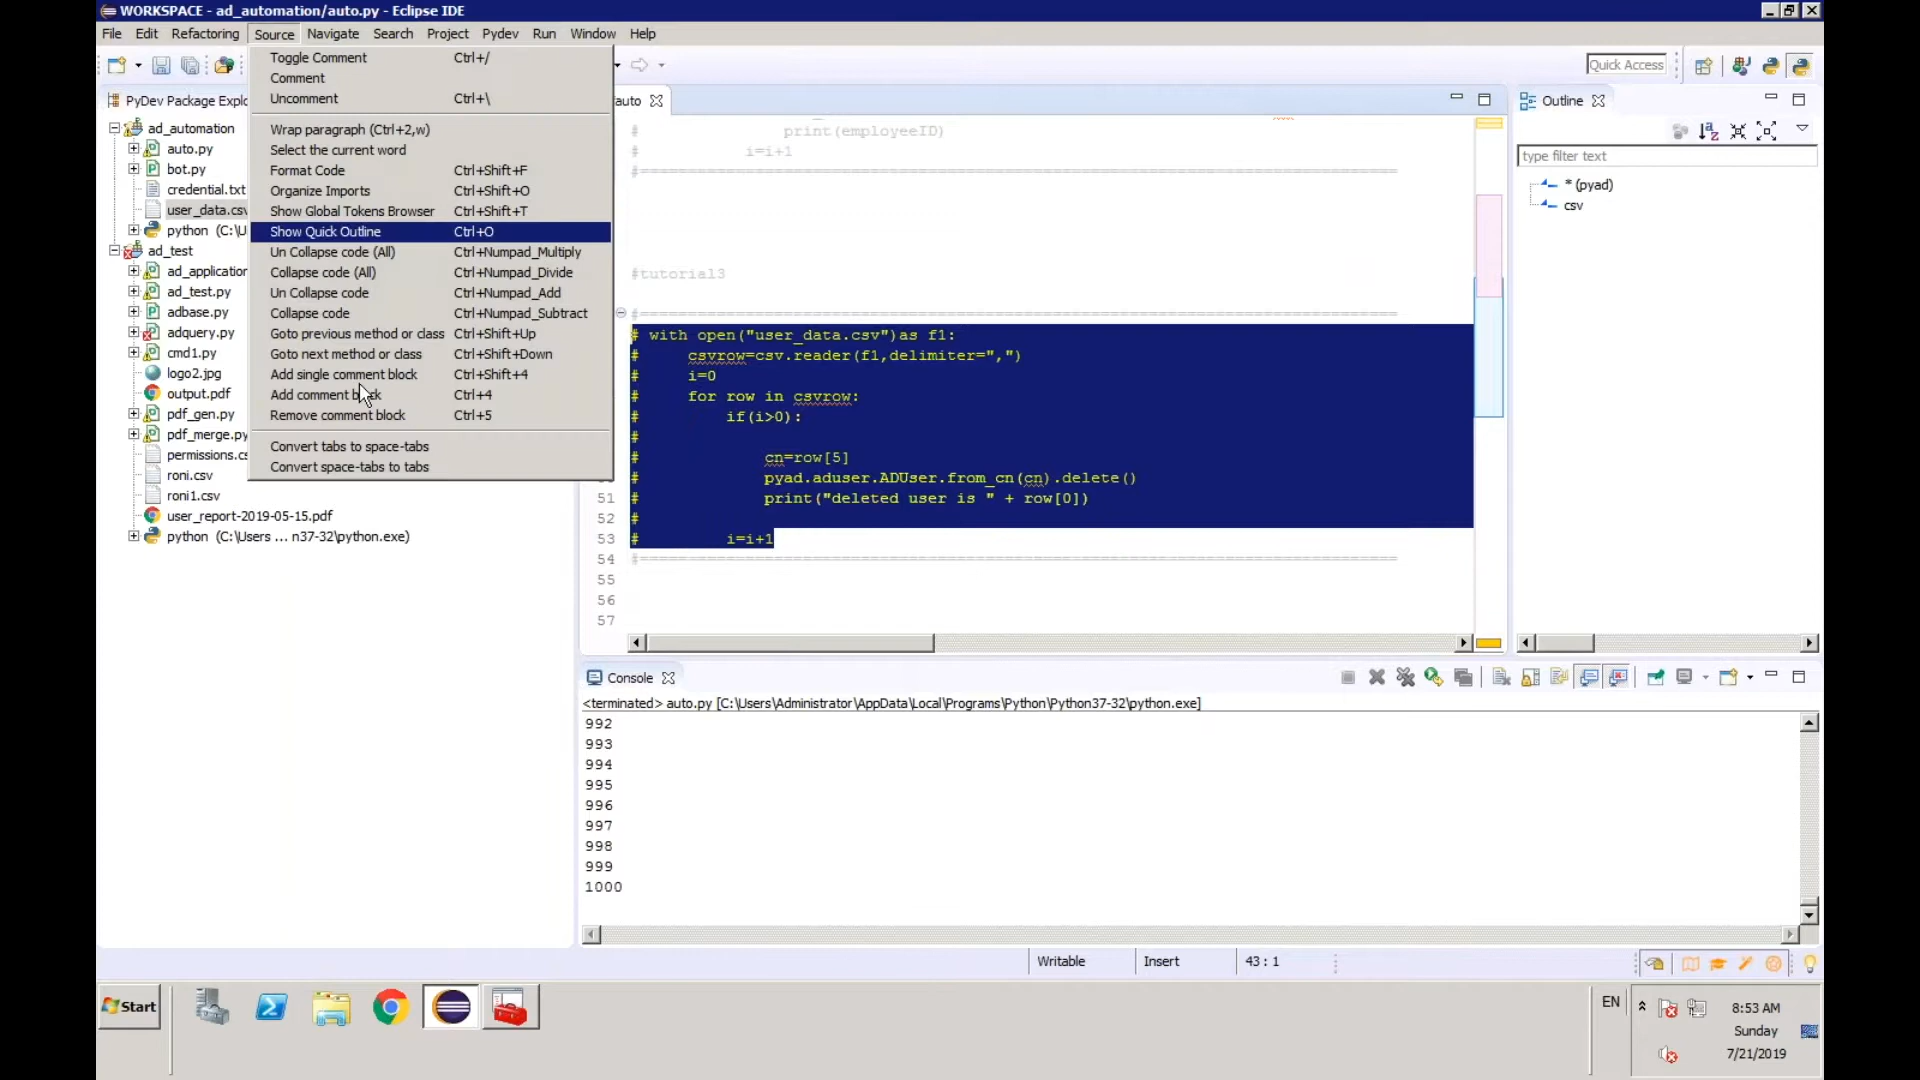 WORKSPACE - ad_automation/auto.py - Eclipse IDE
File Edit Refactoring Source Navigate Search Project Pydev Run Window Help
Quick Access
Toggle Comment Ctrl+/
Comment
Uncomment Ctrl+\
Wrap paragraph (Ctrl+2,w)
Select the current word
Format Code Ctrl+Shift+F
Organize Imports Ctrl+Shift+O
Show Global Tokens Browser Ctrl+Shift+T
Show Quick Outline Ctrl+O
Un Collapse code (All) Ctrl+Numpad_Multiply
Collapse code (All) Ctrl+Numpad_Divide
Un Collapse code Ctrl+Numpad_Add
Collapse code Ctrl+Numpad_Subtract
Goto previous method or class Ctrl+Shift+Up
Goto next method or class Ctrl+Shift+Down
Add single comment block Ctrl+Shift+4
Add comment block Ctrl+4
Remove comment block Ctrl+5
Convert tabs to space-tabs
Convert space-tabs to tabs
PyDev Package Explo
ad_automation
auto.py
bot.py
credential.txt
user_data.csv
python (C:\U
ad_test
ad_application
ad_test.py
adbase.py
adquery.py
cmd1.py
logo2.jpg
output.pdf
pdf_gen.py
pdf_merge.py
permissions.cs
roni.csv
roni1.csv
user_report-2019-05-15.pdf
python (C:\Users ... n37-32\python.exe)
auto
# print(employeeID)
# i=i+1
#===============================================================================
#tutorial3
#===============================================================================
# with open("user_data.csv")as f1:
# csvrow=csv.reader(f1,delimiter=",")
# i=0
# for row in csvrow:
# if(i>0):
#
# cn=row[5]
# pyad.aduser.ADUser.from_cn(cn).delete()
51 # print("deleted user is " + row[0])
52 #
53 # i=i+1
54 #===============================================================================
55
56
57
Outline
type filter text
* (pyad)
csv
Console
<terminated> auto.py [C:\Users\Administrator\AppData\Local\Programs\Python\Python37-32\python.exe]
992
993
994
995
996
997
998
999
1000
Writable Insert 43 : 1
Start
EN
8:53 AM
Sunday
7/21/2019